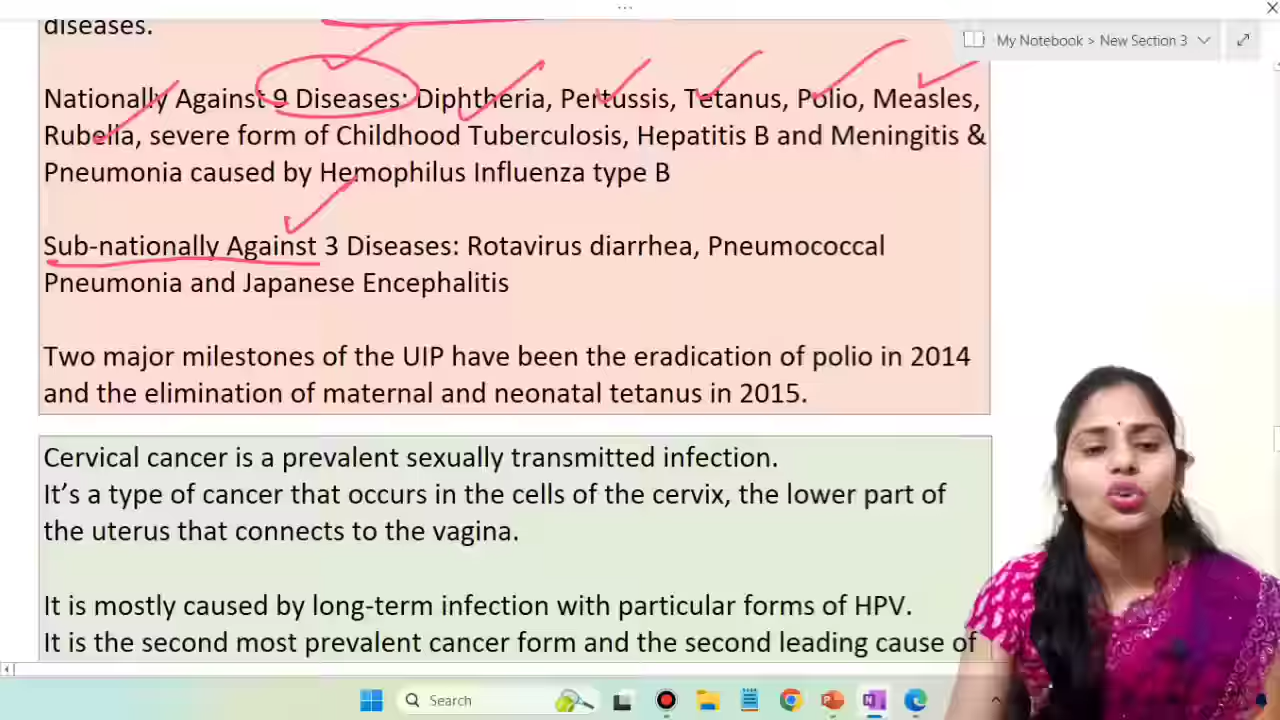 ...
diseases.
My Notebook > New Section 3
Nationally Against 9 Diseases: Diphtheria, Pertussis, Tetanus, Polio, Measles,
Rubella, severe form of Childhood Tuberculosis, Hepatitis B and Meningitis &
Pneumonia caused by Hemophilus Influenza type B
Sub-nationally Against 3 Diseases: Rotavirus diarrhea, Pneumococcal
Pneumonia and Japanese Encephalitis
Two major milestones of the UIP have been the eradication of polio in 2014
and the elimination of maternal and neonatal tetanus in 2015.
Cervical cancer is a prevalent sexually transmitted infection.
It's a type of cancer that occurs in the cells of the cervix, the lower part of
the uterus that connects to the vagina.
It is mostly caused by long-term infection with particular forms of HPV.
It is the second most prevalent cancer form and the second leading cause of
Search